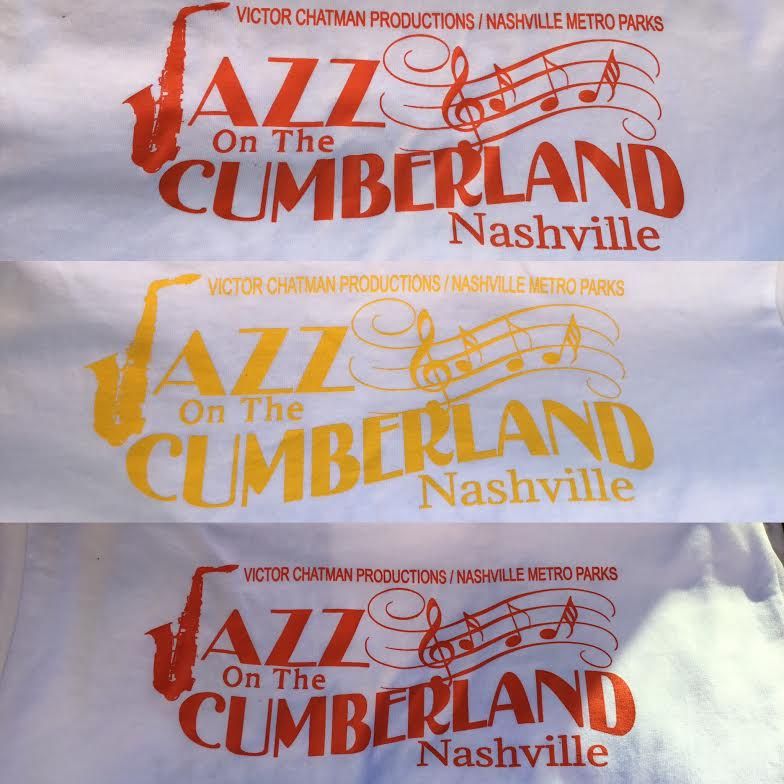 VICTOR CHATMAN PRODUCTIONS / NASHVILLE METRO PARKS
JAZZ
On The
CUMBERLAND
Nashville
VICTOR CHATMAN PRODUCTIONS / NASHVILLE METRO PARKS
JAZZ
On The
CUMBERLAND
Nashville
VICTOR CHATMAN PRODUCTIONS / NASHVILLE METRO PARKS
JAZZ
On The
CUMBERLAND
Nashville